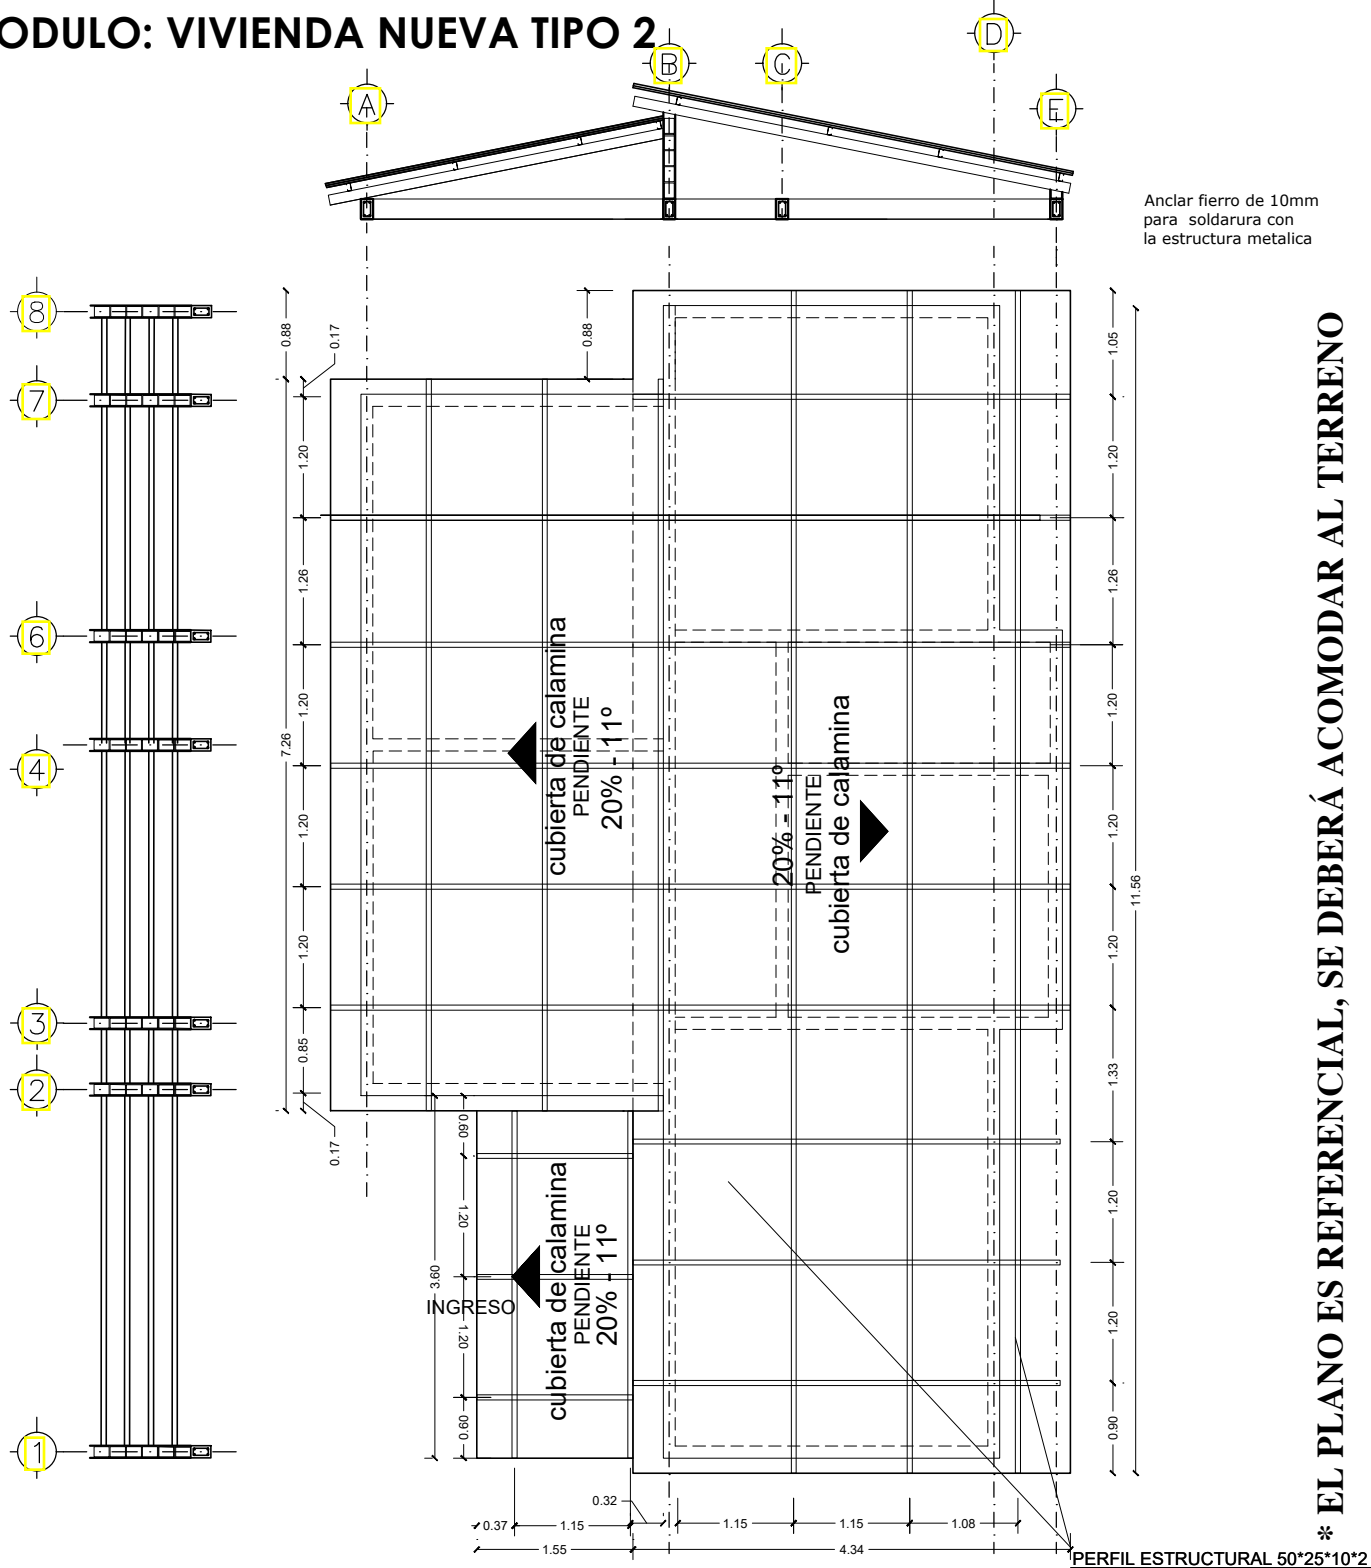 ODULO: VIVIENDA NUEVA TIPO 2
A
B
C
D
E
Anclar fierro de 10mm
para soldarura con
la estructura metalica
8
7
6
4
3
2
1
0.88
0.17
0.88
1.05
1.20
1.20
1.26
1.26
1.20
1.20
7.26
1.20
1.20
1.20
1.20
11.56
0.85
0.17
1.33
cubierta de calamina
PENDIENTE
20% - 11º
20% - 11º
PENDIENTE
cubierta de calamina
0.60
1.20
3.60
1.20
0.60
cubierta de calamina
PENDIENTE
20% - 11º
INGRESO
1.20
1.20
0.90
0.32
0.37
1.15
1.15
1.15
1.08
1.55
4.34
PERFIL ESTRUCTURAL 50*25*10*2
* EL PLANO ES REFERENCIAL, SE DEBERÁ ACOMODAR AL TERRENO